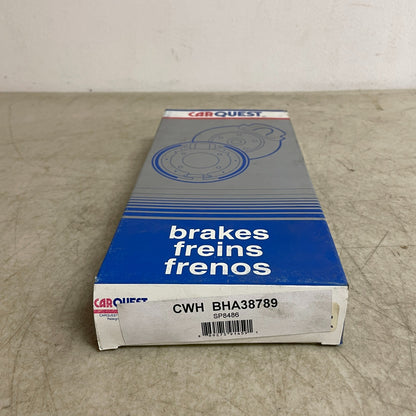 CARQUEST
brakes
freins
frenos
CARQUEST
CWH BHA38789
SP8486